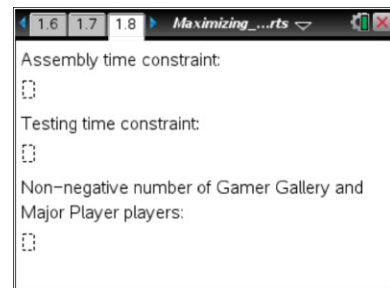 1.6 1.7 1.8 Maximizing_...rts
Assembly time constraint:
Testing time constraint:
Non-negative number of Gamer Gallery and
Major Player players: